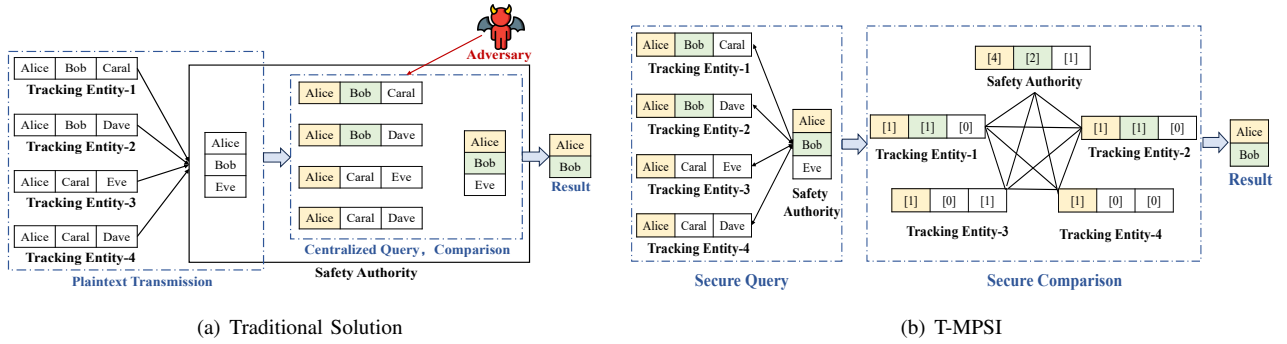 Adversary
Alice Bob Caral
Tracking Entity-1
Alice Bob Dave
Tracking Entity-2
Alice Caral Eve
Tracking Entity-3
Alice Caral Dave
Tracking Entity-4
Plaintext Transmission
Alice
Bob
Eve
Alice Bob Caral
Alice Bob Dave
Alice Caral Eve
Alice Caral Dave
Alice
Bob
Eve
Centralized Query，Comparison
Safety Authority
Alice
Bob
Result
(a) Traditional Solution
Alice Bob Caral
Tracking Entity-1
Alice Bob Dave
Tracking Entity-2
Alice Caral Eve
Tracking Entity-3
Alice Caral Dave
Tracking Entity-4
Alice
Bob
Eve
Safety
Authority
Secure Query
[4] [2] [1]
Safety Authority
[1] [1] [0]
Tracking Entity-1
[1] [1] [0]
Tracking Entity-2
[1] [0] [1]
Tracking Entity-3
[1] [0] [0]
Tracking Entity-4
Secure Comparison
Alice
Bob
Result
(b) T-MPSI